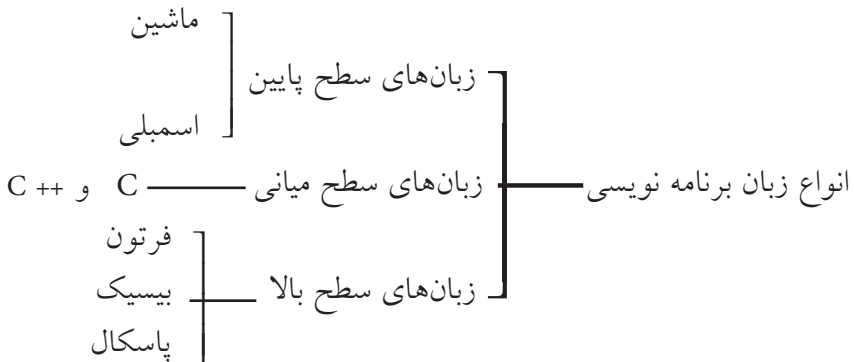 ماشین
زبان‌های سطح پایین
اسمبلی
انواع زبان برنامه نویسی
زبان‌های سطح میانی
C و C ++
فرتون
زبان‌های سطح بالا
بیسیک
پاسکال